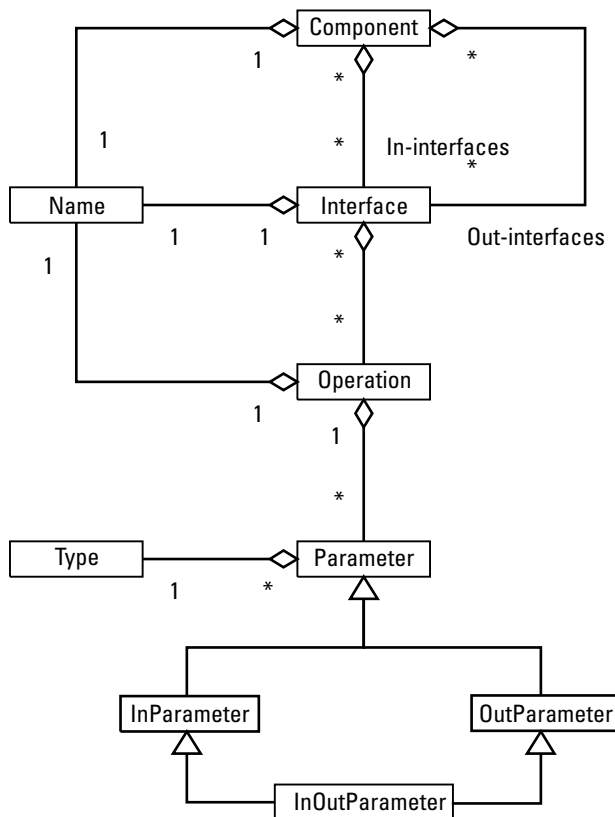 Component
1
*
*
1
*
In-interfaces
*
Name
Interface
1
1
1
*
Out-interfaces
*
Operation
1
1
*
Type
Parameter
1
*
InParameter
OutParameter
InOutParameter